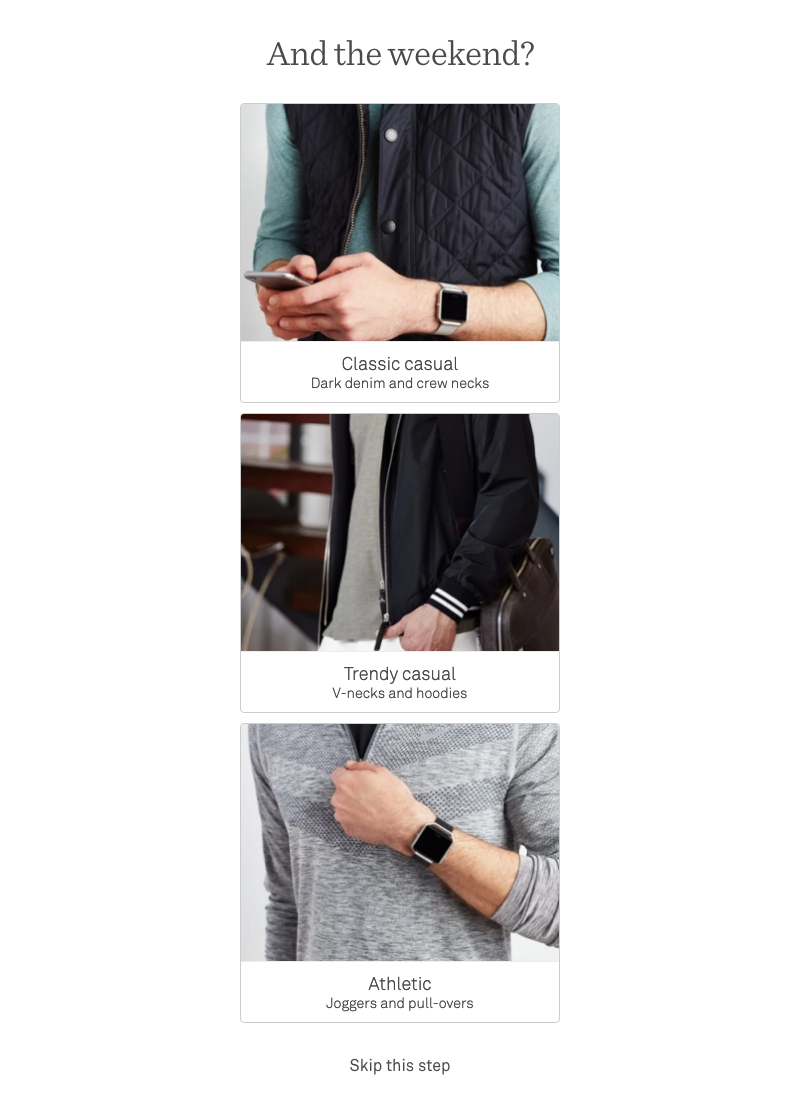 And the weekend?
Classic casual
Dark denim and crew necks
Trendy casual
V-necks and hoodies
Athletic
Joggers and pull-overs
Skip this step